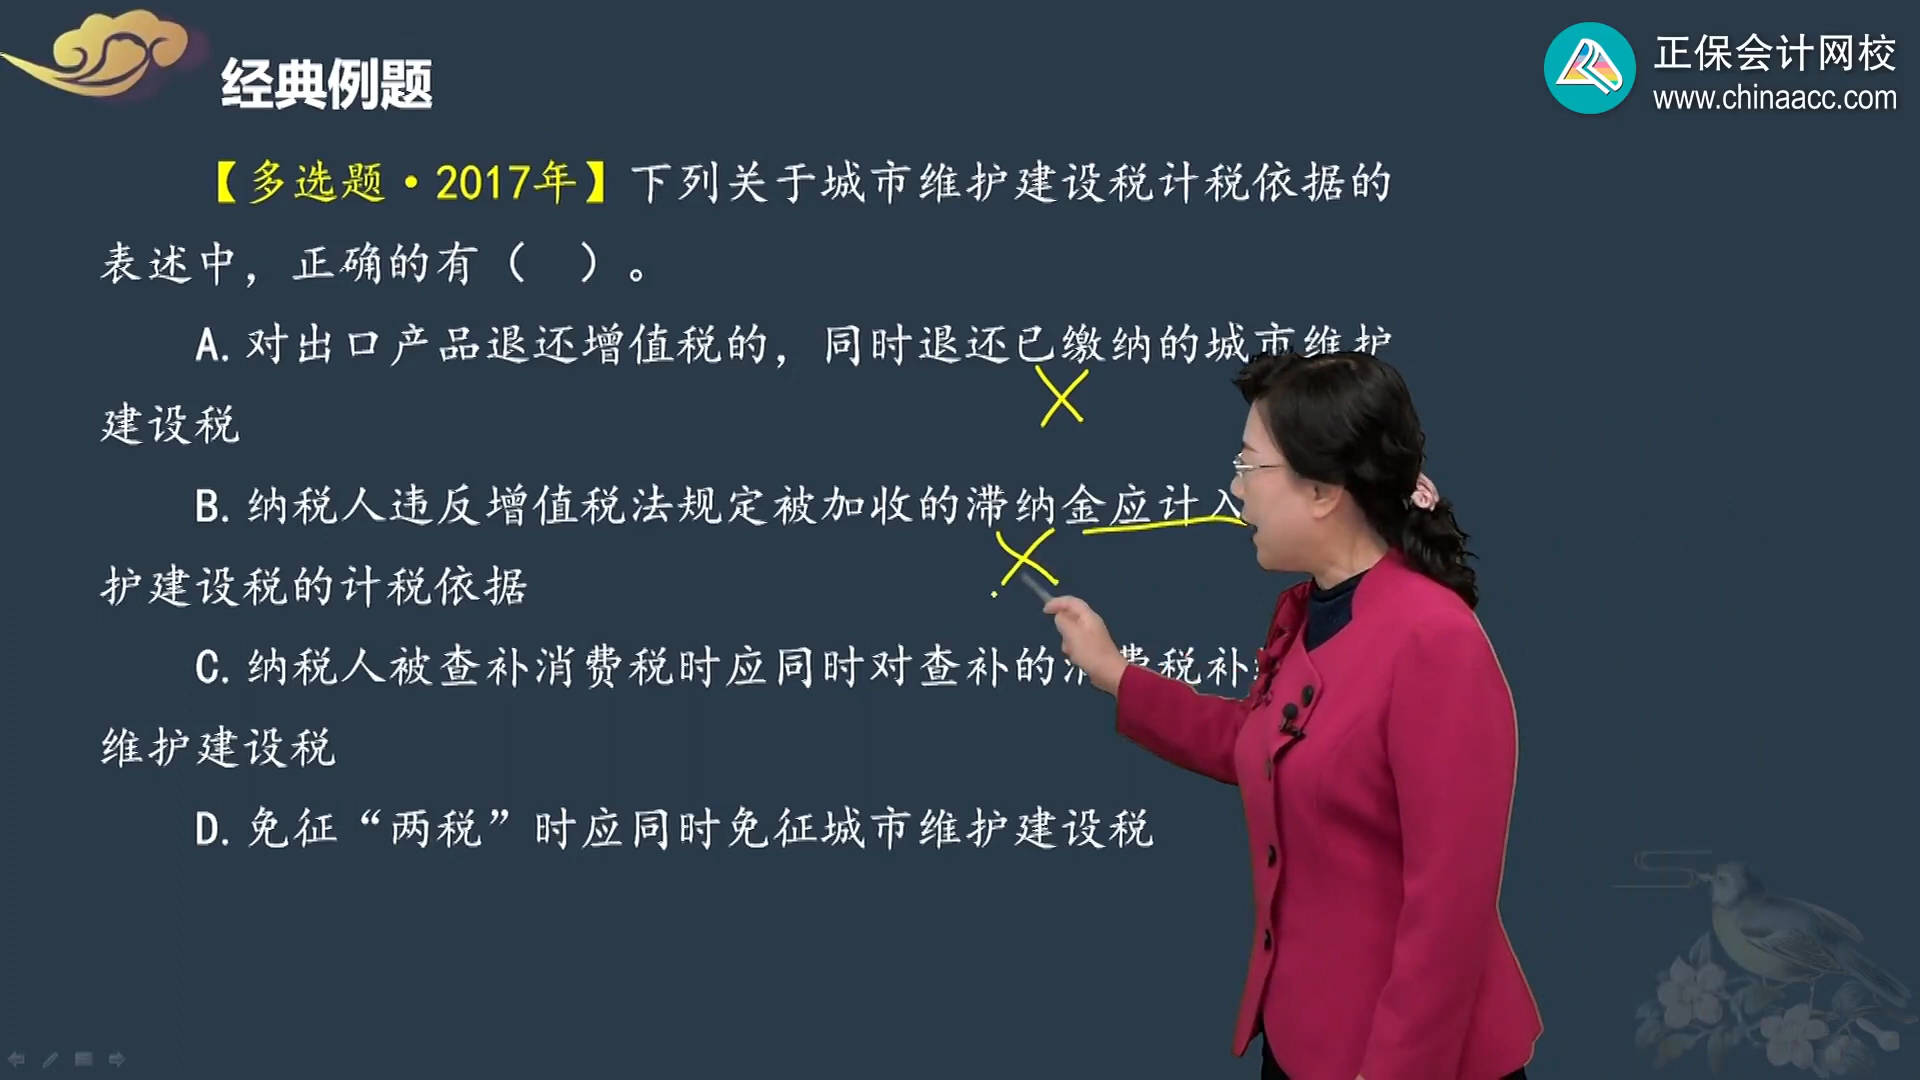 经典例题
正保会计网校
www.chinaacc.com
【多选题·2017年】下列关于城市维护建设税计税依据的
表述中，正确的有（ ）。
A.对出口产品退还增值税的，同时退还已缴纳的城市维护
建设税
B.纳税人违反增值税法规定被加收的滞纳金应计入
护建设税的计税依据
C.纳税人被查补消费税时应同时对查补的消费税补
维护建设税
D.免征“两税”时应同时免征城市维护建设税